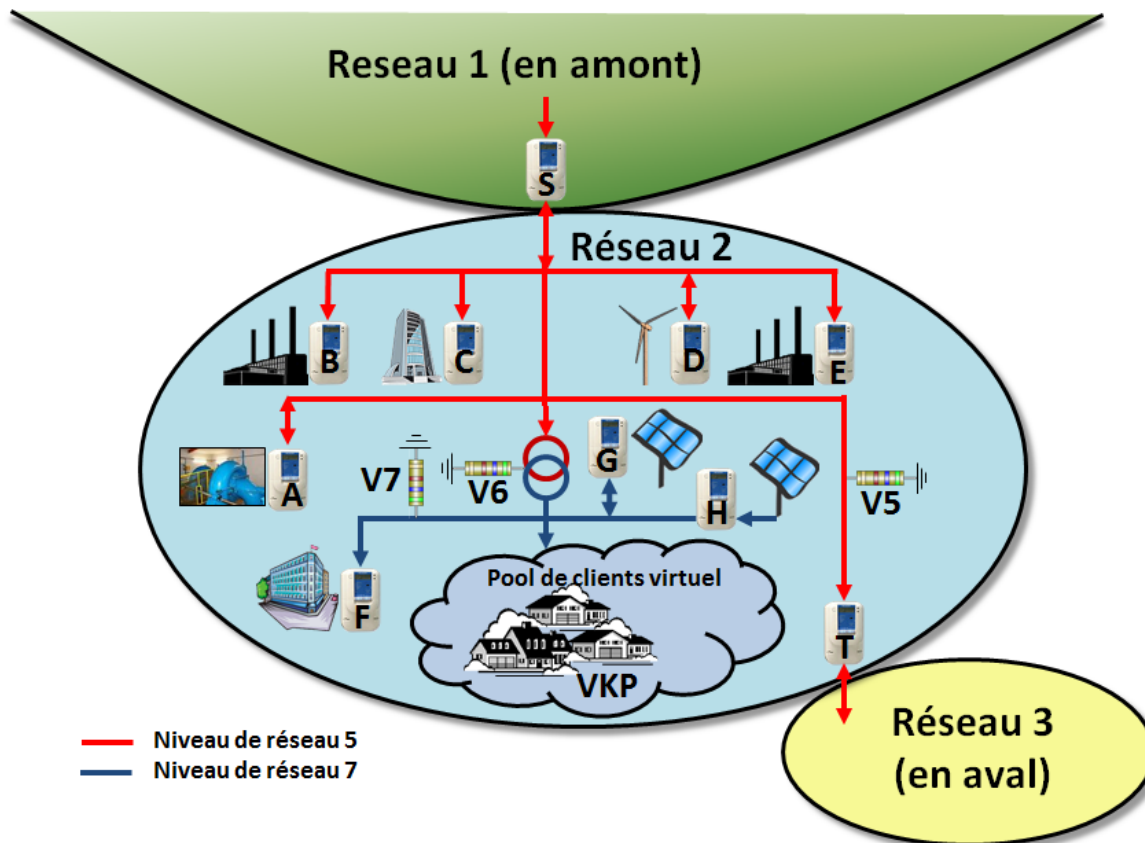 Reseau 1 (en amont)
S
Réseau 2
B
C
D
E
A
V7
V6
G
H
V5
F
Pool de clients virtuel
VKP
T
Niveau de réseau 5
Niveau de réseau 7
Réseau 3
(en aval)